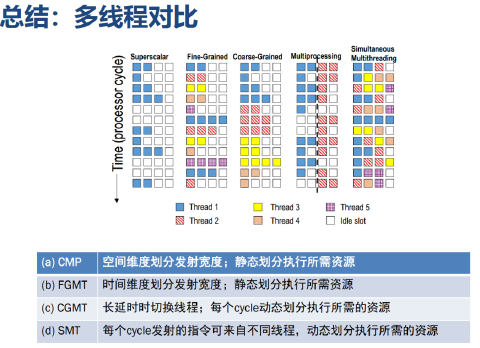 总结：多线程对比
Superscalar Fine-Grained Coarse-Grained Multiprocessing Simultaneous Multithreading
Time (processor cycle)
Thread 1 Thread 3 Thread 5
Thread 2 Thread 4 Idle slot
(a) CMP 空间维度划分发射宽度；静态划分执行所需资源
(b) FGMT 时间维度划分发射宽度；静态划分执行所需资源
(c) CGMT 长延时时切换线程；每个cycle动态划分执行所需的资源
(d) SMT 每个cycle发射的指令可来自不同线程，动态划分执行所需的资源